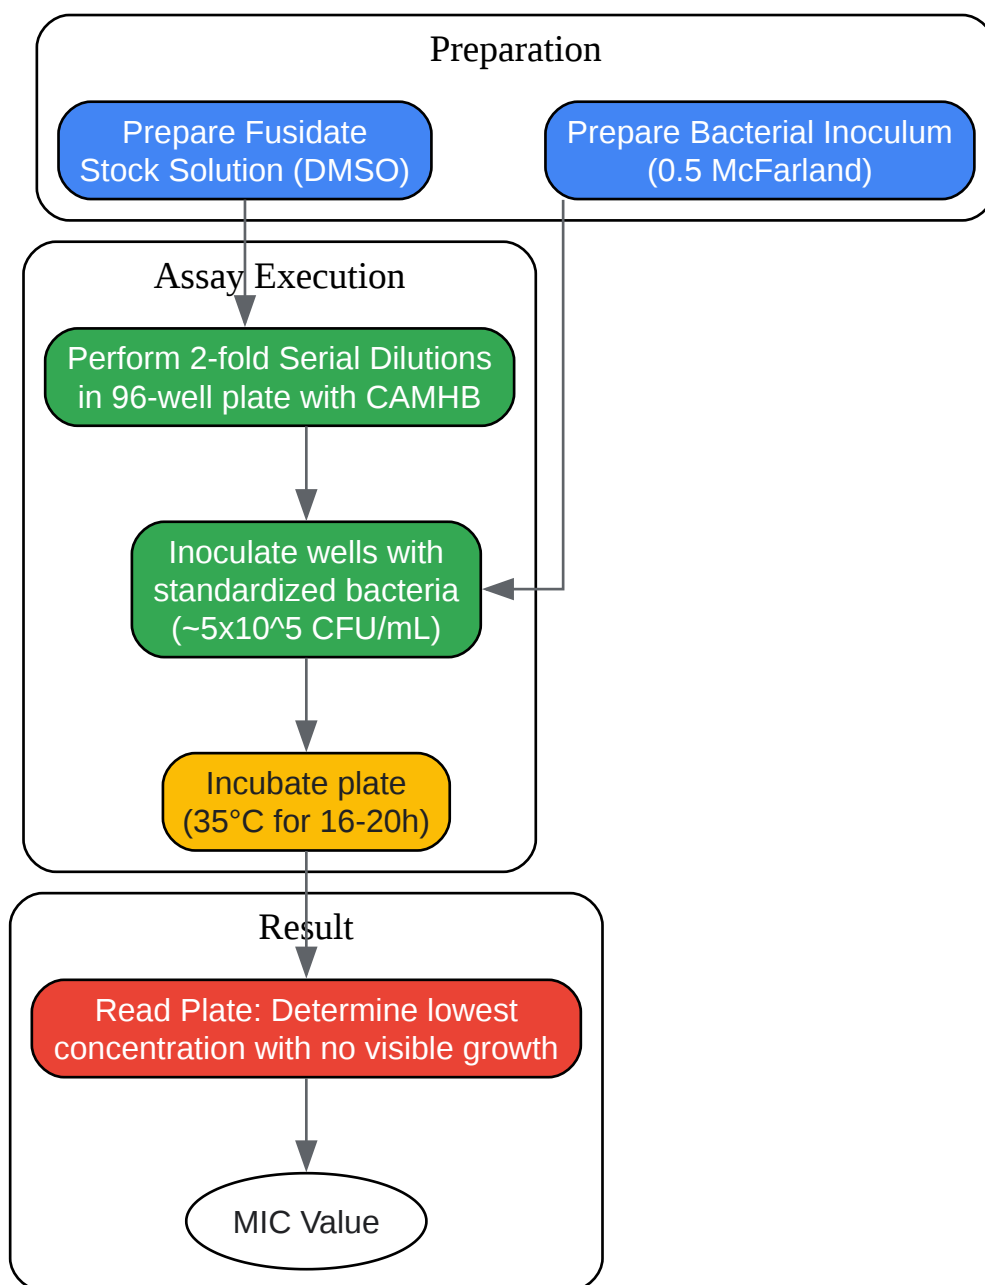 Preparation
Prepare Fusidate
Stock Solution (DMSO)
Prepare Bacterial Inoculum
(0.5 McFarland)
Assay Execution
Perform 2-fold Serial Dilutions
in 96-well plate with CAMHB
Inoculate wells with
standardized bacteria
(~5x10^5 CFU/mL)
Incubate plate
(35°C for 16-20h)
Result
Read Plate: Determine lowest
concentration with no visible growth
MIC Value